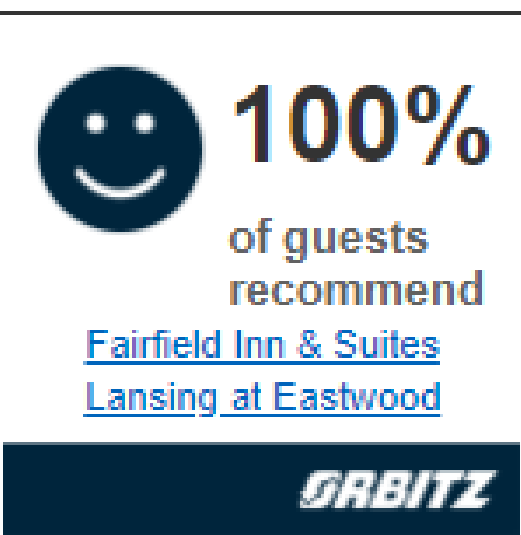 100%
of guests
recommend
Fairfield Inn & Suites
Lansing at Eastwood
ORBITZ